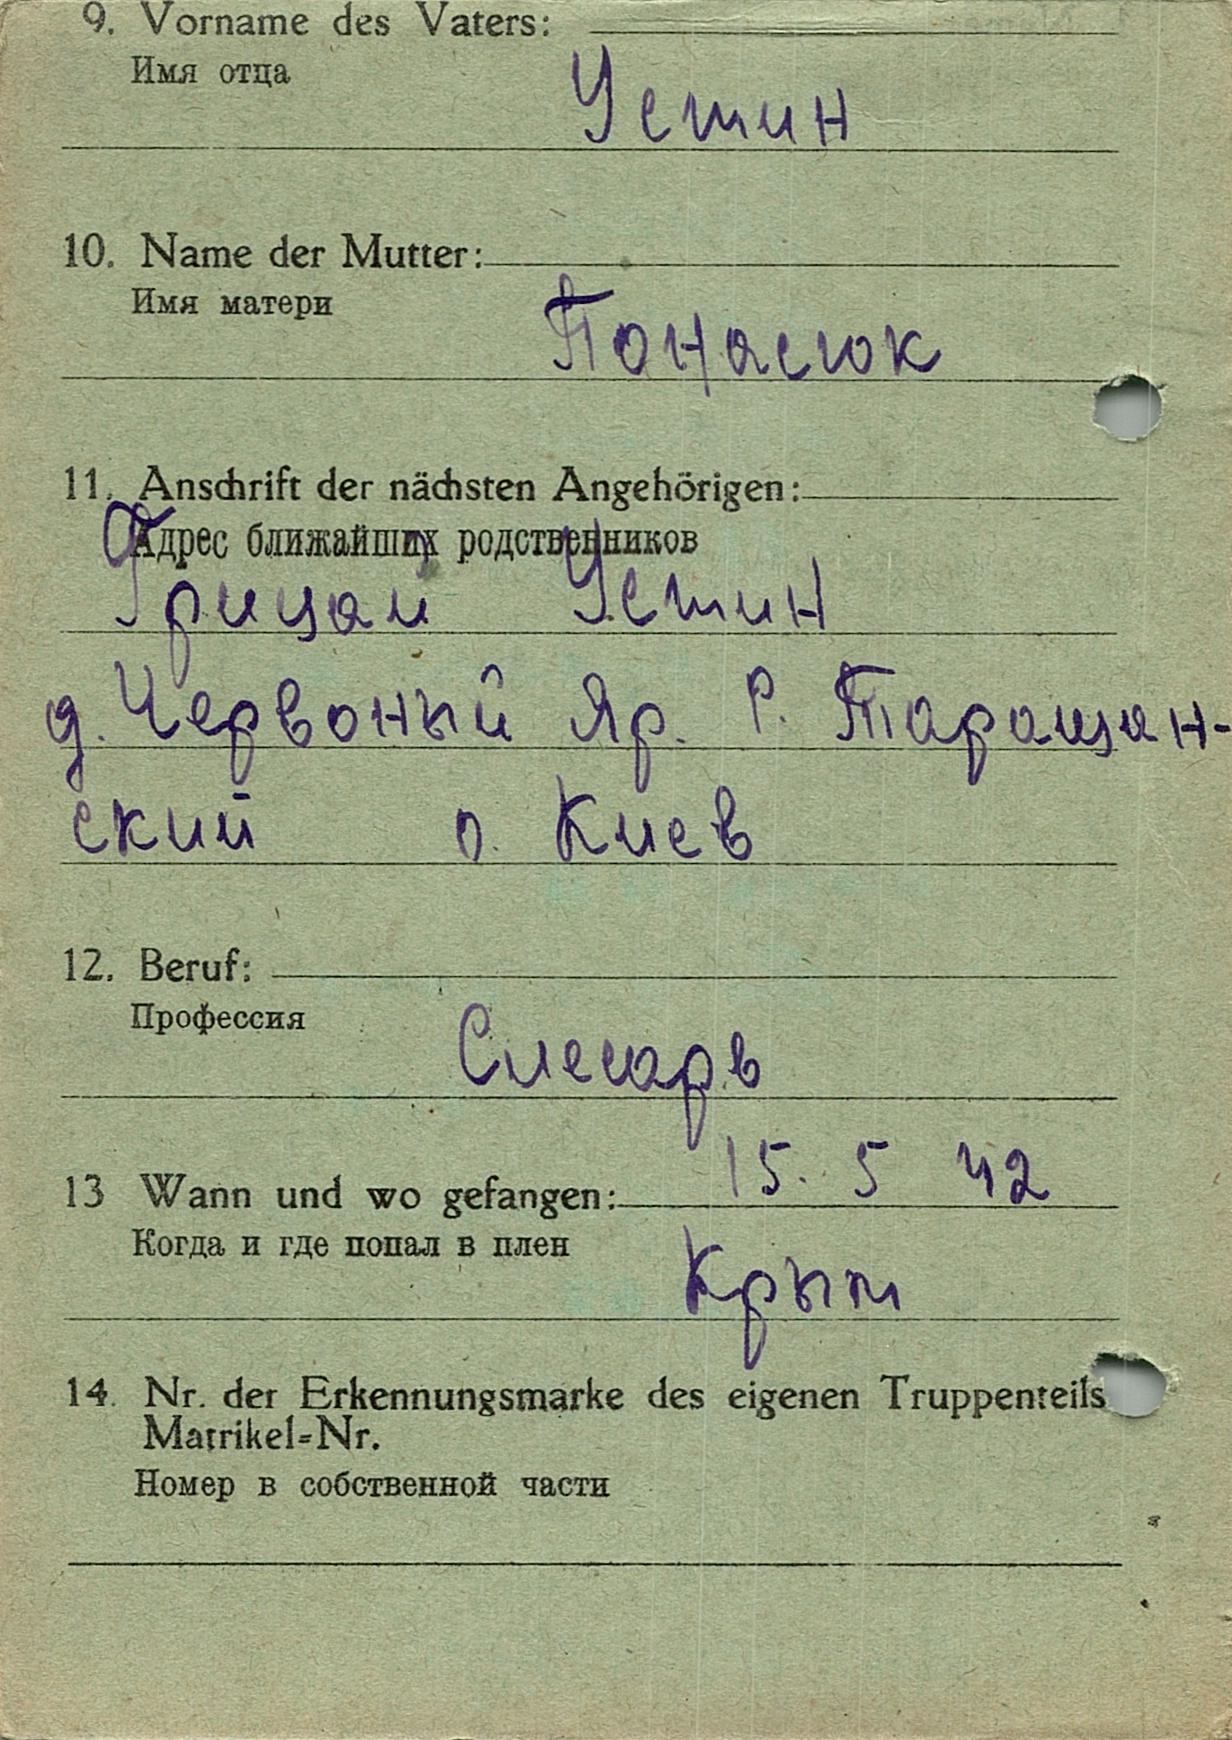 9. Vorname des Vaters:
Имя отца
Устин
10. Name der Mutter:
Имя матери
Понасюк
11. Anschrift der nächsten Angehörigen:
Адрес ближайших родственников
Грицай Устин
д. Червоный Яр. Р. Таращан-
ский о. Киев
12. Beruf:
Профессия
Слесарь
15. 5 42
13 Wann und wo gefangen:
Когда и где попал в плен
Крым
14. Nr. der Erkennungsmarke des eigenen Truppenteils
Matrikel=Nr.
Номер в собственной части